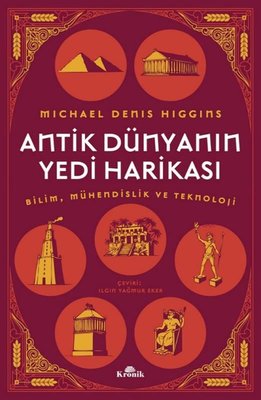 MICHAEL DENIS HIGGINS
ANTİK DÜNYANIN
YEDİ HARİKASI
BİLİM, MÜHENDİSLİK VE TEKNOLOJİ
ÇEVİRİ:
ILGIN YAĞMUR EKER
Kronik